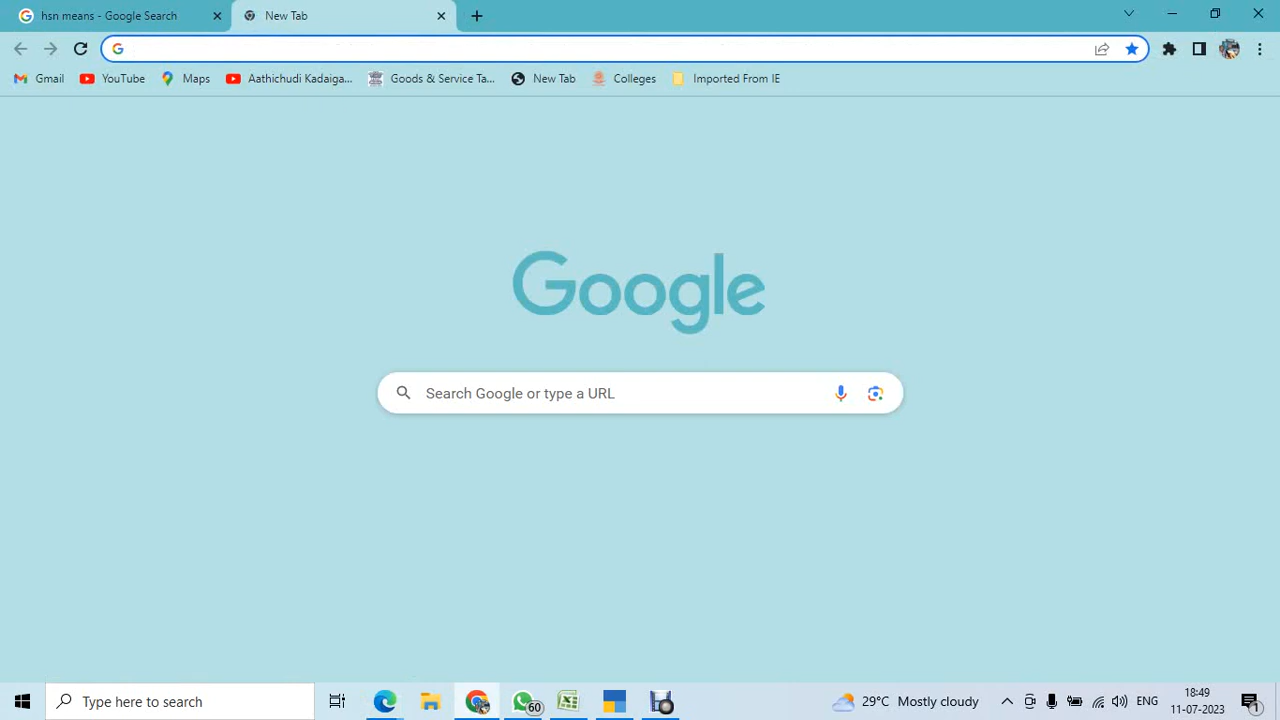 hsn means - Google Search
New Tab
Gmail
YouTube
Maps
Aathichudi Kadaiga...
Goods & Service Ta...
New Tab
Colleges
Imported From IE
Google
Search Google or type a URL
Type here to search
60
29°C Mostly cloudy
ENG
18:49
11-07-2023
1